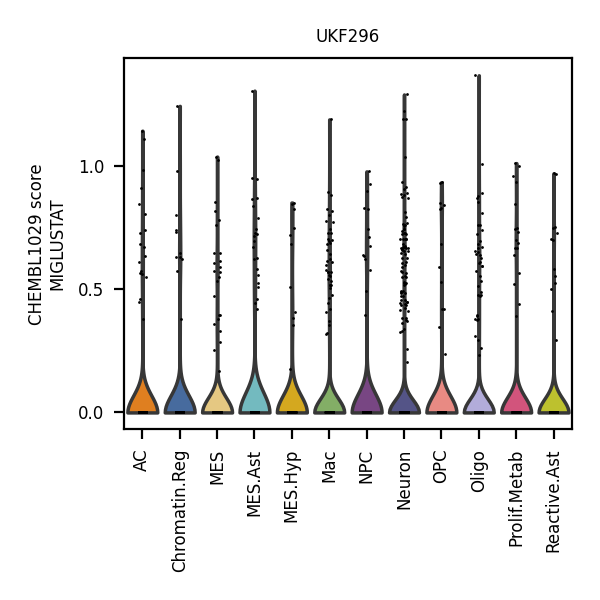 UKF296
CHEMBL1029 score
MIGLUSTAT
1.0
0.5
0.0
AC
Chromatin.Reg
MES
MES.Ast
MES.Hyp
Mac
NPC
Neuron
OPC
Oligo
Prolif.Metab
Reactive.Ast